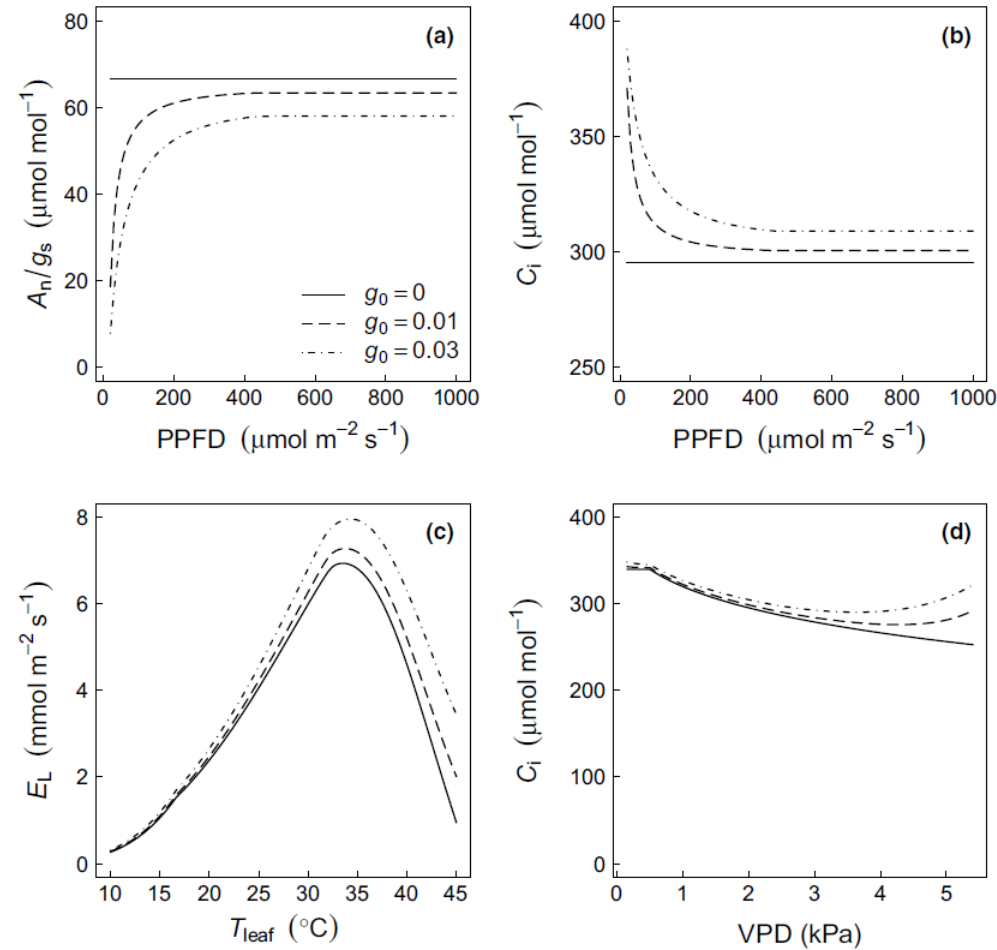 (a)
80
60
40
20
0
Aₙ/gₛ (μmol mol⁻¹)
g₀ = 0
g₀ = 0.01
g₀ = 0.03
0 200 400 600 800 1000
PPFD (μmol m⁻² s⁻¹)
(b)
400
350
300
250
Cᵢ (μmol mol⁻¹)
0 200 400 600 800 1000
PPFD (μmol m⁻² s⁻¹)
(c)
8
6
4
2
0
E_L (mmol m⁻² s⁻¹)
10 15 20 25 30 35 40 45
T_leaf (°C)
(d)
400
300
200
100
0
Cᵢ (μmol mol⁻¹)
0 1 2 3 4 5
VPD (kPa)